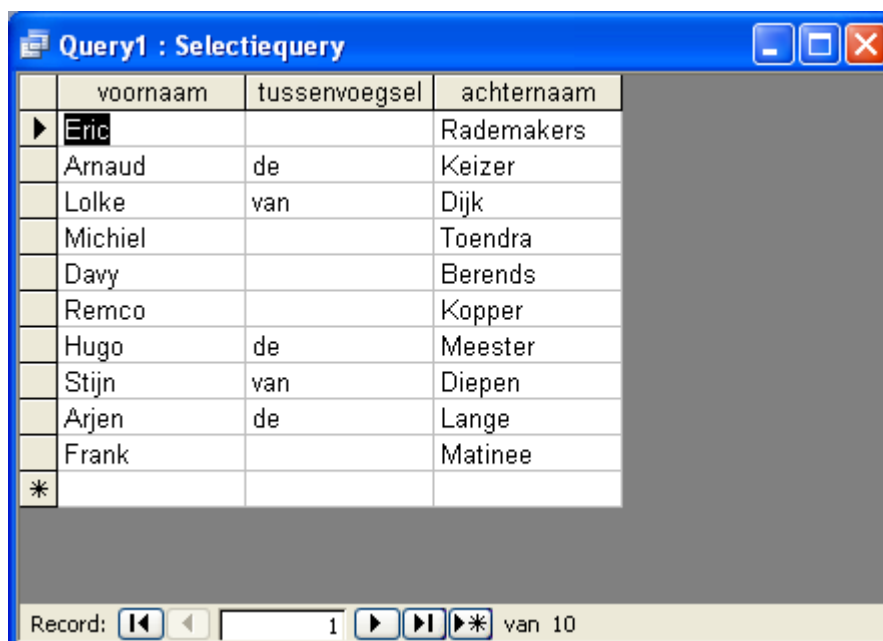 Query1 : Selectiequery
voornaam tussenvoegsel achternaam
Eric Rademakers
Arnaud de Keizer
Lolke van Dijk
Michiel Toendra
Davy Berends
Remco Kopper
Hugo de Meester
Stijn van Diepen
Arjen de Lange
Frank Matinee
Record: 1 van 10